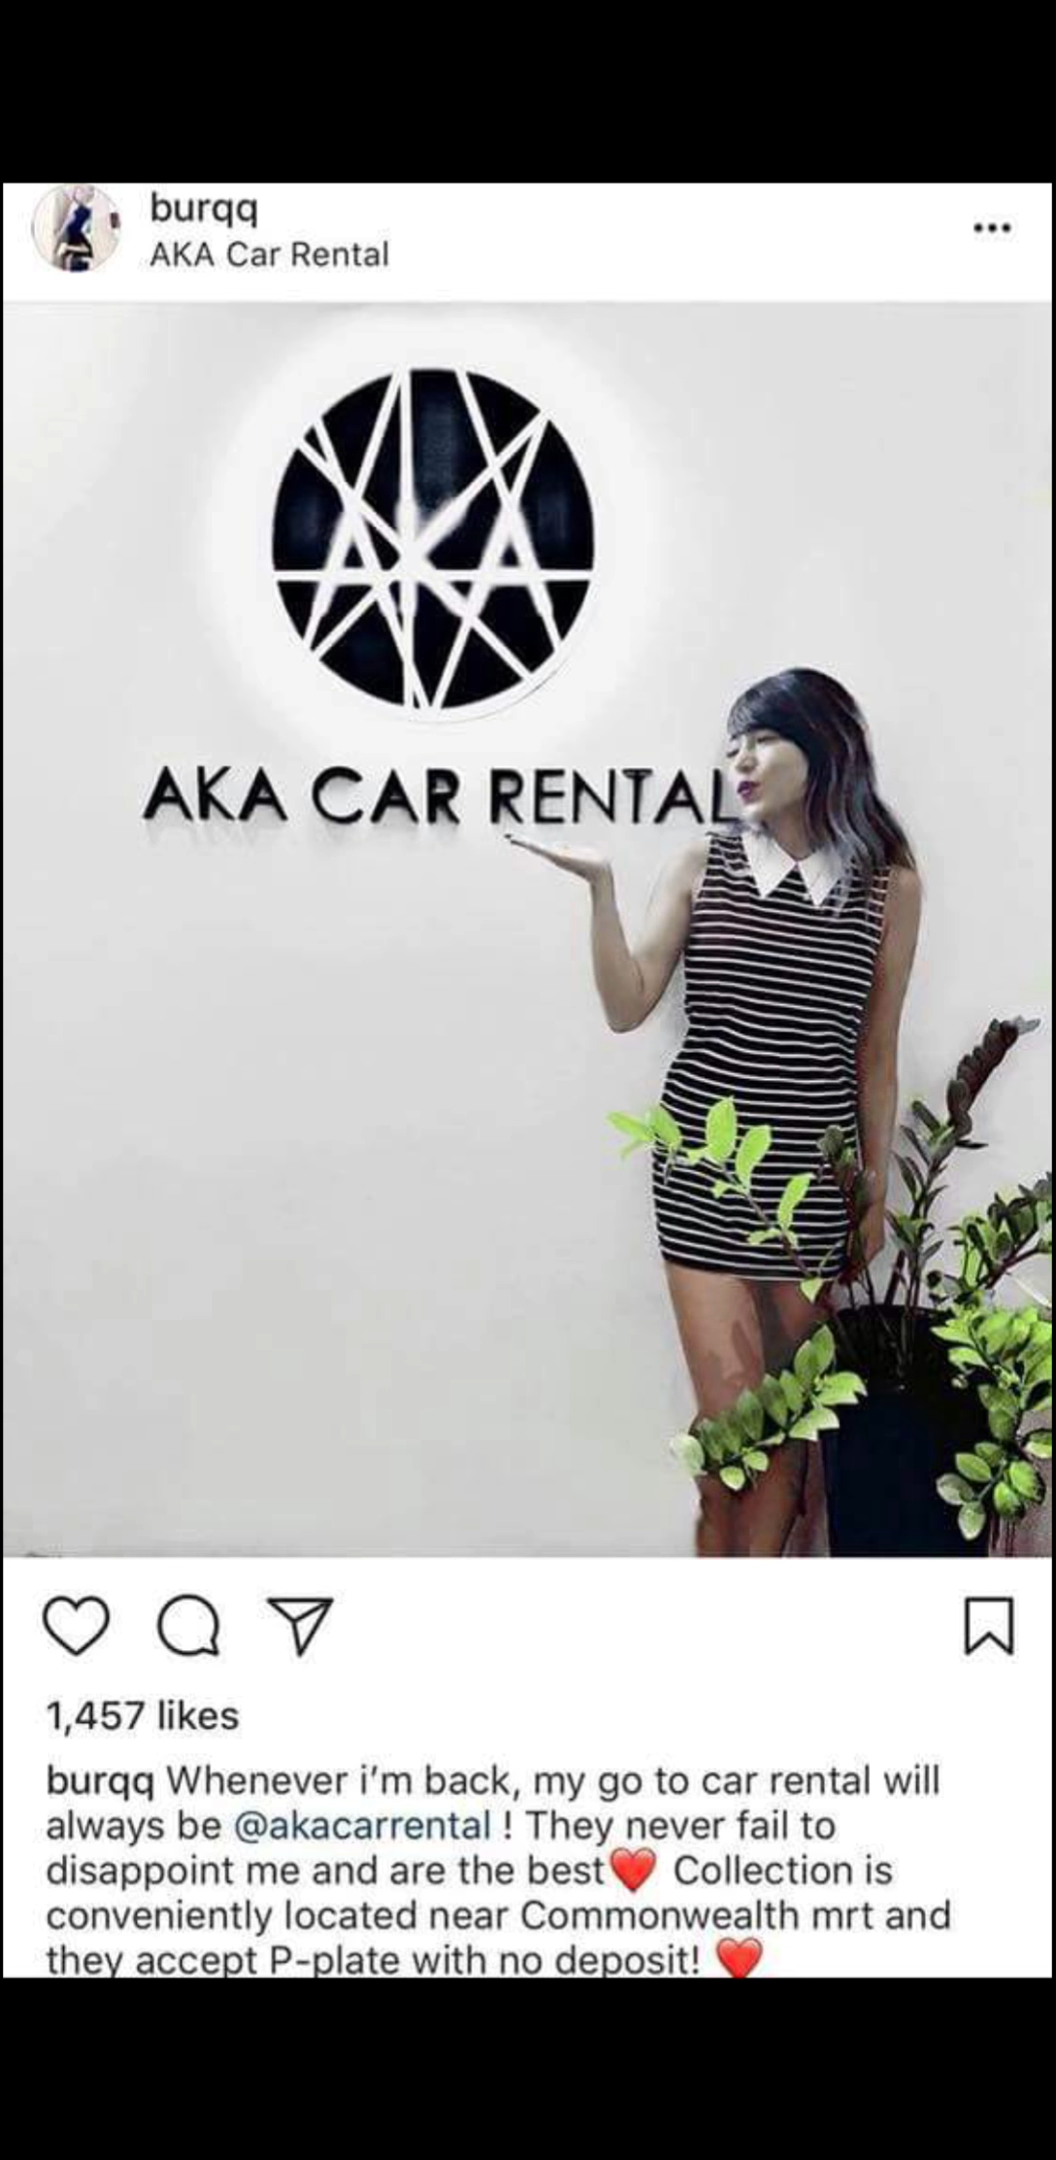 burqq
AKA Car Rental
AKA
AKA CAR RENTAL
1,457 likes
burqq Whenever i'm back, my go to car rental will
always be @akacarrental ! They never fail to
disappoint me and are the best❤️ Collection is
conveniently located near Commonwealth mrt and
they accept P-plate with no deposit! ❤️